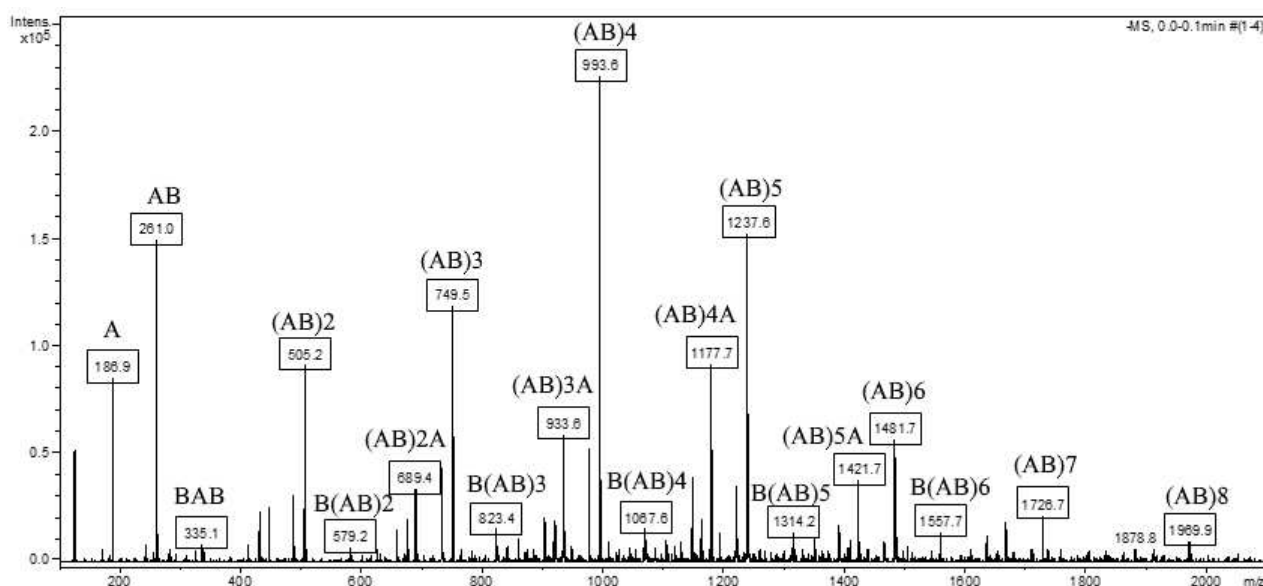 Intens.
x10⁵
-MS, 0.0-0.1min #(1-4)
(AB)4
993.6
AB
261.0
(AB)5
1237.6
(AB)3
749.5
A
186.9
(AB)2
505.2
(AB)4A
1177.7
(AB)3A
933.6
(AB)6
1481.7
(AB)2A
689.4
(AB)5A
1421.7
BAB
335.1
B(AB)2
579.2
B(AB)3
823.4
B(AB)4
1067.6
B(AB)5
1314.2
B(AB)6
1557.7
(AB)7
1726.7
1878.8
(AB)8
1969.9
2.0
1.5
1.0
0.5
0.0
200
400
600
800
1000
1200
1400
1600
1800
2000
m/z